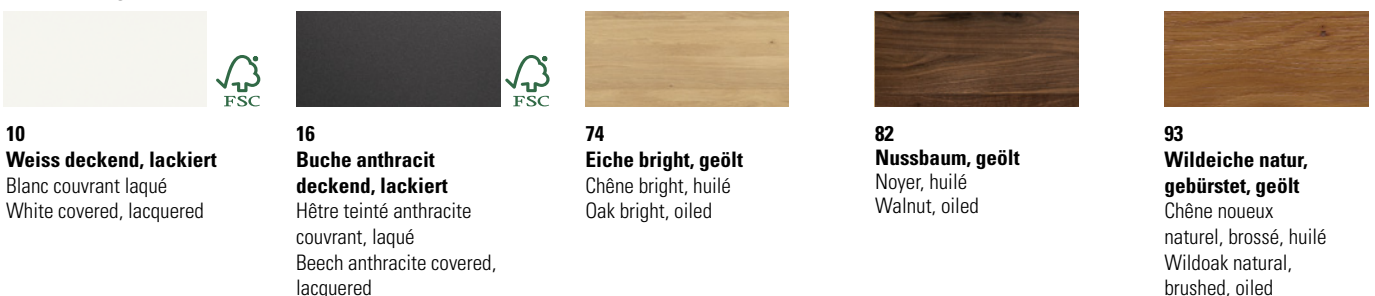 FSC
10
Weiss deckend, lackiert
Blanc couvrant laqué
White covered, lacquered
FSC
16
Buche anthracit
deckend, lackiert
Hêtre teinté anthracite
couvrant, laqué
Beech anthracite covered,
lacquered
74
Eiche bright, geölt
Chêne bright, huilé
Oak bright, oiled
82
Nussbaum, geölt
Noyer, huilé
Walnut, oiled
93
Wildeiche natur,
gebürstet, geölt
Chêne noueux
naturel, brossé, huilé
Wildoak natural,
brushed, oiled